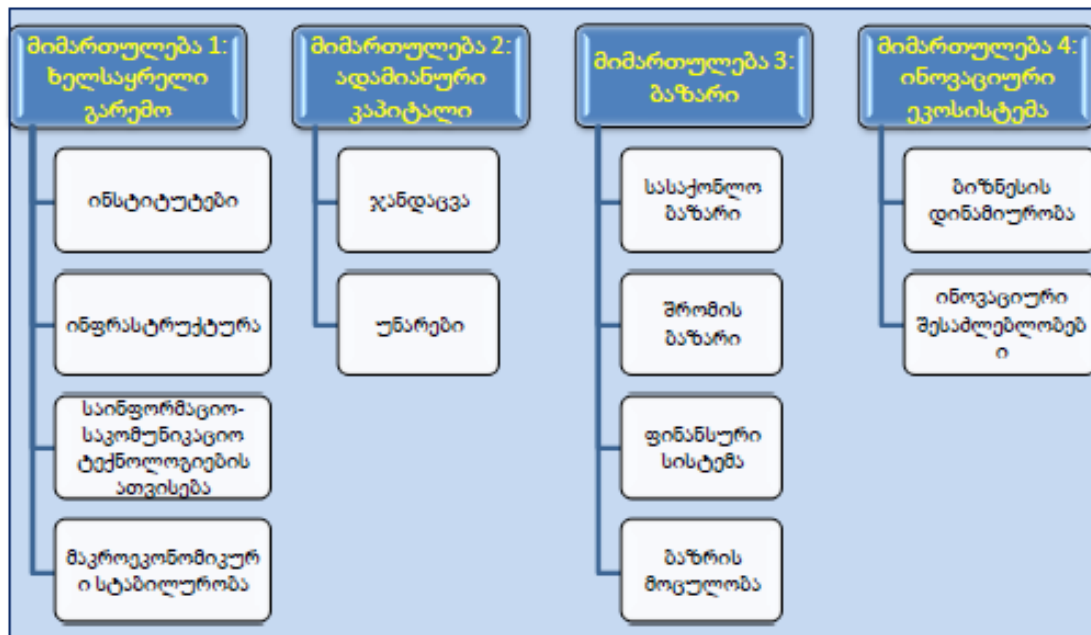 მიმართულება 1:
ხელსაყრელი
გარემო
ინსტიტუტები
ინფრასტრუქტურა
საინფორმაციო-
საკომუნიკაციო
ტექნოლოგიების
ათვისება
მაკროეკონომიკურ
ი სტაბილურობა
მიმართულება 2:
ადამიანური
კაპიტალი
ჯანდაცვა
უნარები
მიმართულება 3:
ბაზარი
სასაქონლო
ბაზარი
შრომის
ბაზარი
ფინანსური
სისტემა
ბაზრის
მოცულობა
მიმართულება 4:
ინოვაციური
ეკოსისტემა
ბიზნესის
დინამიურობა
ინოვაციური
შესაძლებლობებ
ი